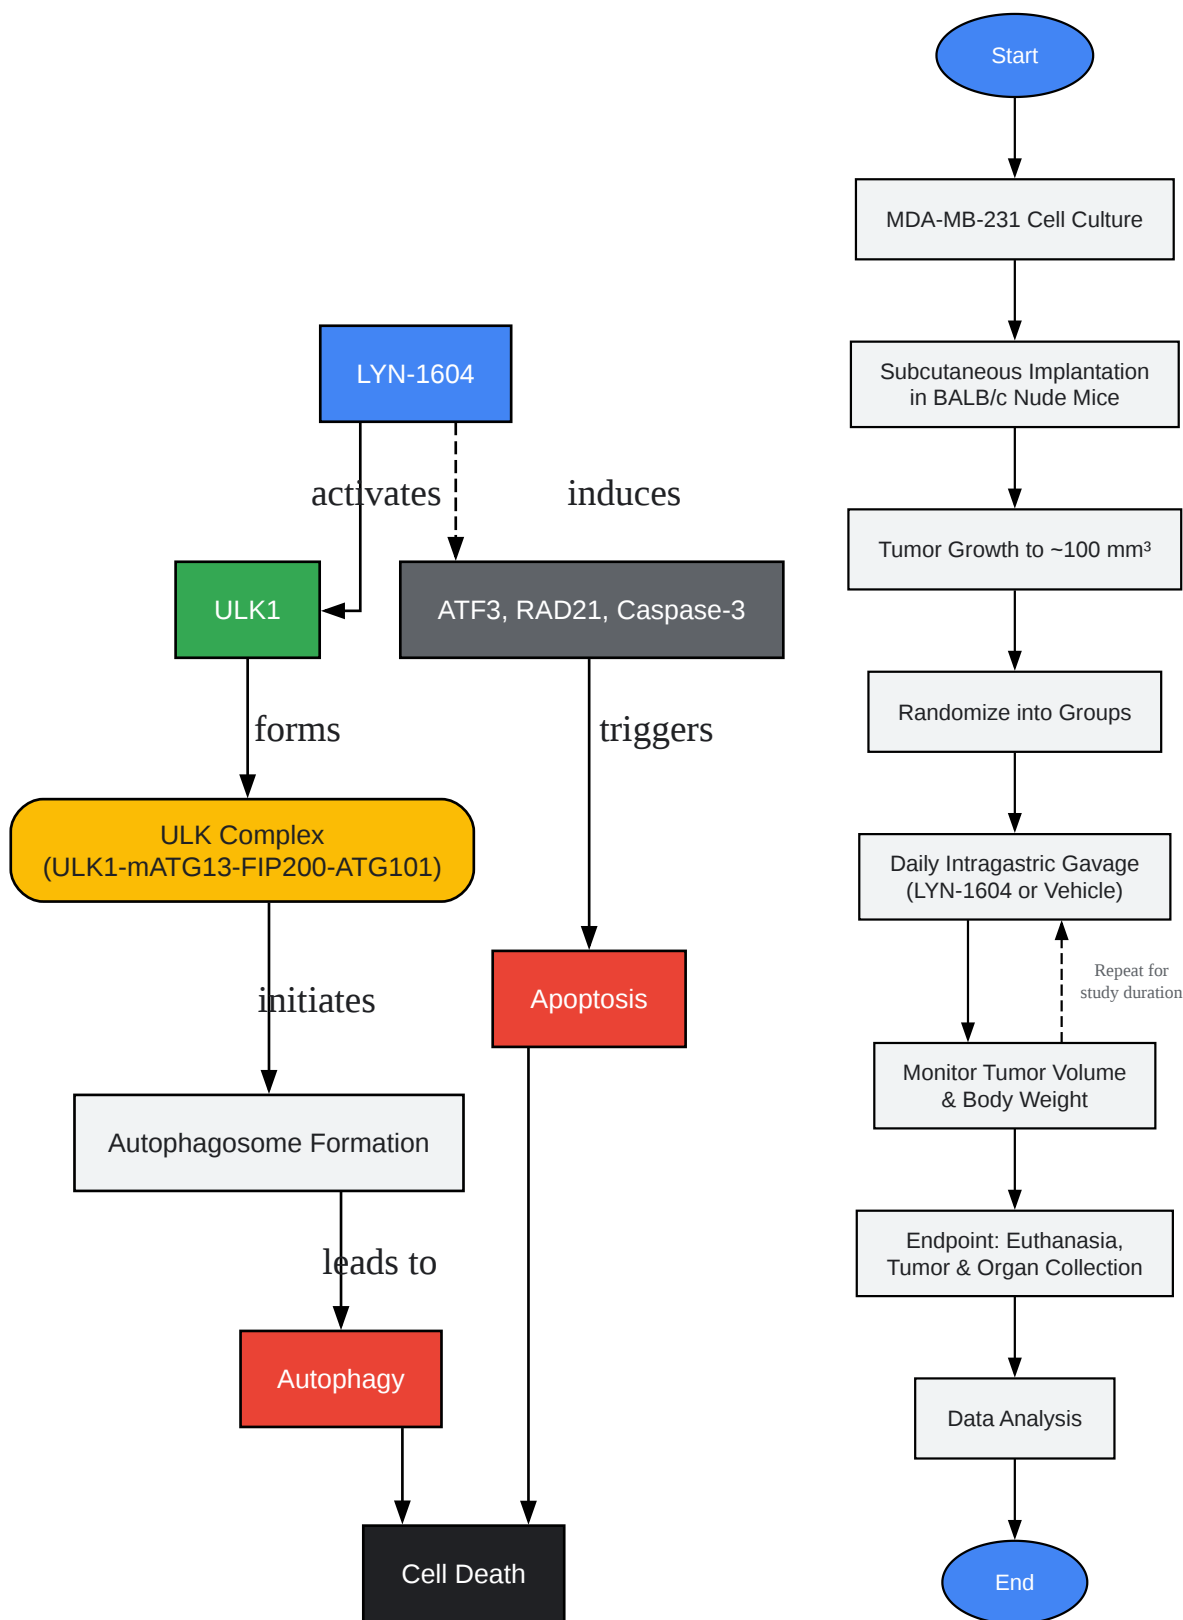 LYN-1604
activates
induces
ULK1
ATF3, RAD21, Caspase-3
forms
triggers
ULK Complex
(ULK1-mATG13-FIP200-ATG101)
initiates
Apoptosis
Autophagosome Formation
leads to
Autophagy
Cell Death
Start
MDA-MB-231 Cell Culture
Subcutaneous Implantation
in BALB/c Nude Mice
Tumor Growth to ~100 mm³
Randomize into Groups
Daily Intragastric Gavage
(LYN-1604 or Vehicle)
Repeat for
study duration
Monitor Tumor Volume
& Body Weight
Endpoint: Euthanasia,
Tumor & Organ Collection
Data Analysis
End